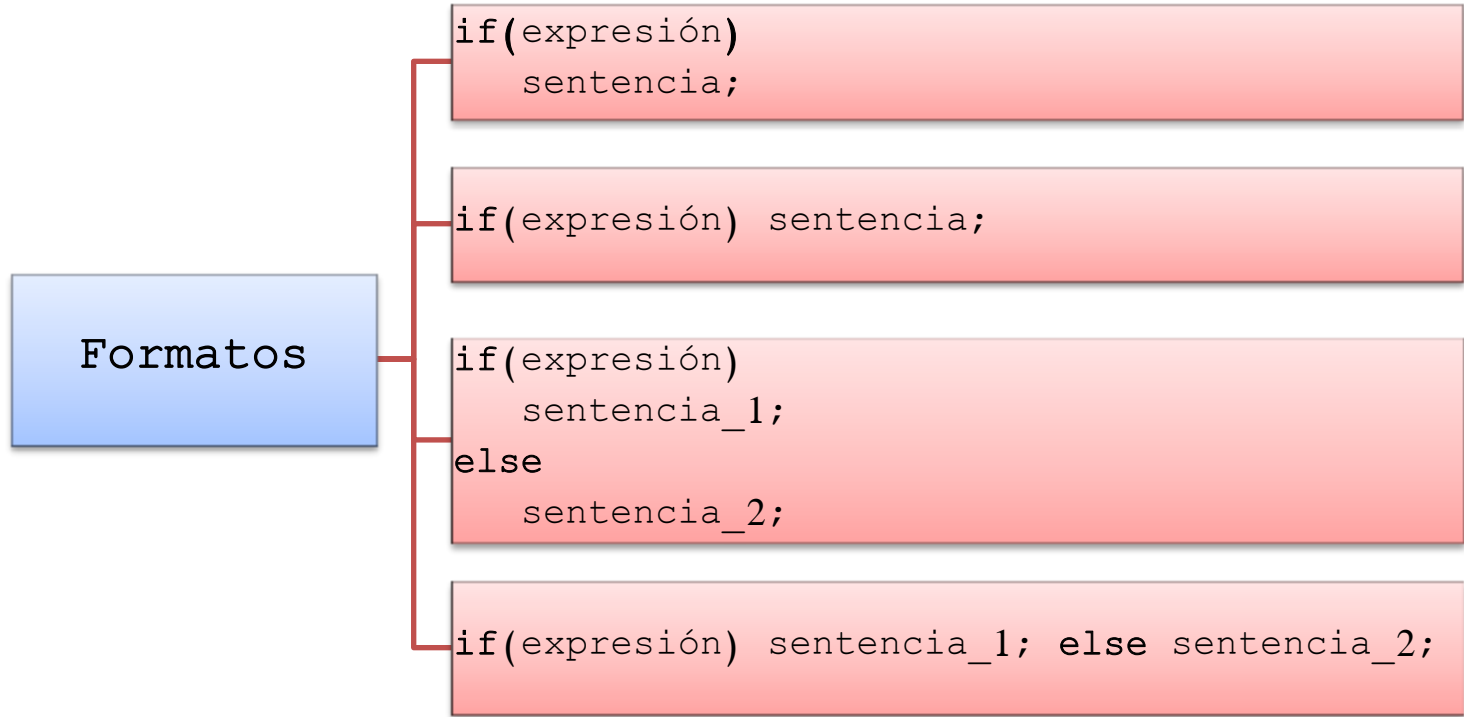 Formatos
if(expresión)
sentencia;
if(expresión) sentencia;
if(expresión)
sentencia_1;
else
sentencia_2;
if(expresión) sentencia_1; else sentencia_2;